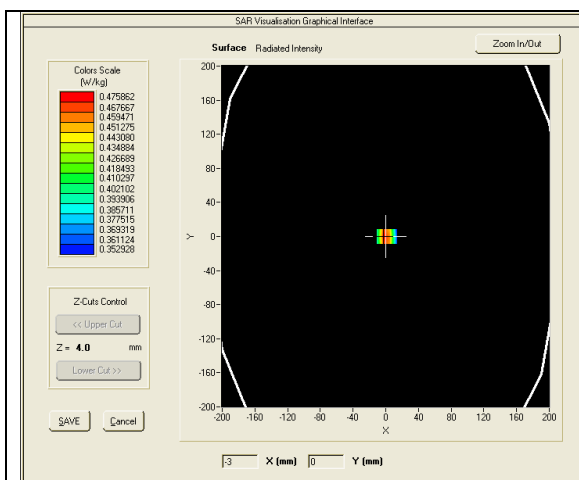 SAR Visualisation Graphical Interface
Surface Radiated Intensity
Zoom In/Out
Colors Scale
(W/kg)
0.475862
0.467667
0.459471
0.451275
0.443080
0.434884
0.426689
0.418493
0.410297
0.402102
0.393906
0.385711
0.377515
0.369319
0.361124
0.352928
Z-Cuts Control
<< Upper Cut
Z = 4.0 mm
Lower Cut >>
SAVE Cancel
200
160
120
80
40
0
-40
-80
-120
-160
-200
Y
-200 -160 -120 -80 -40 0 40 80 120 160 200
X
-3 X (mm) 0 Y (mm)